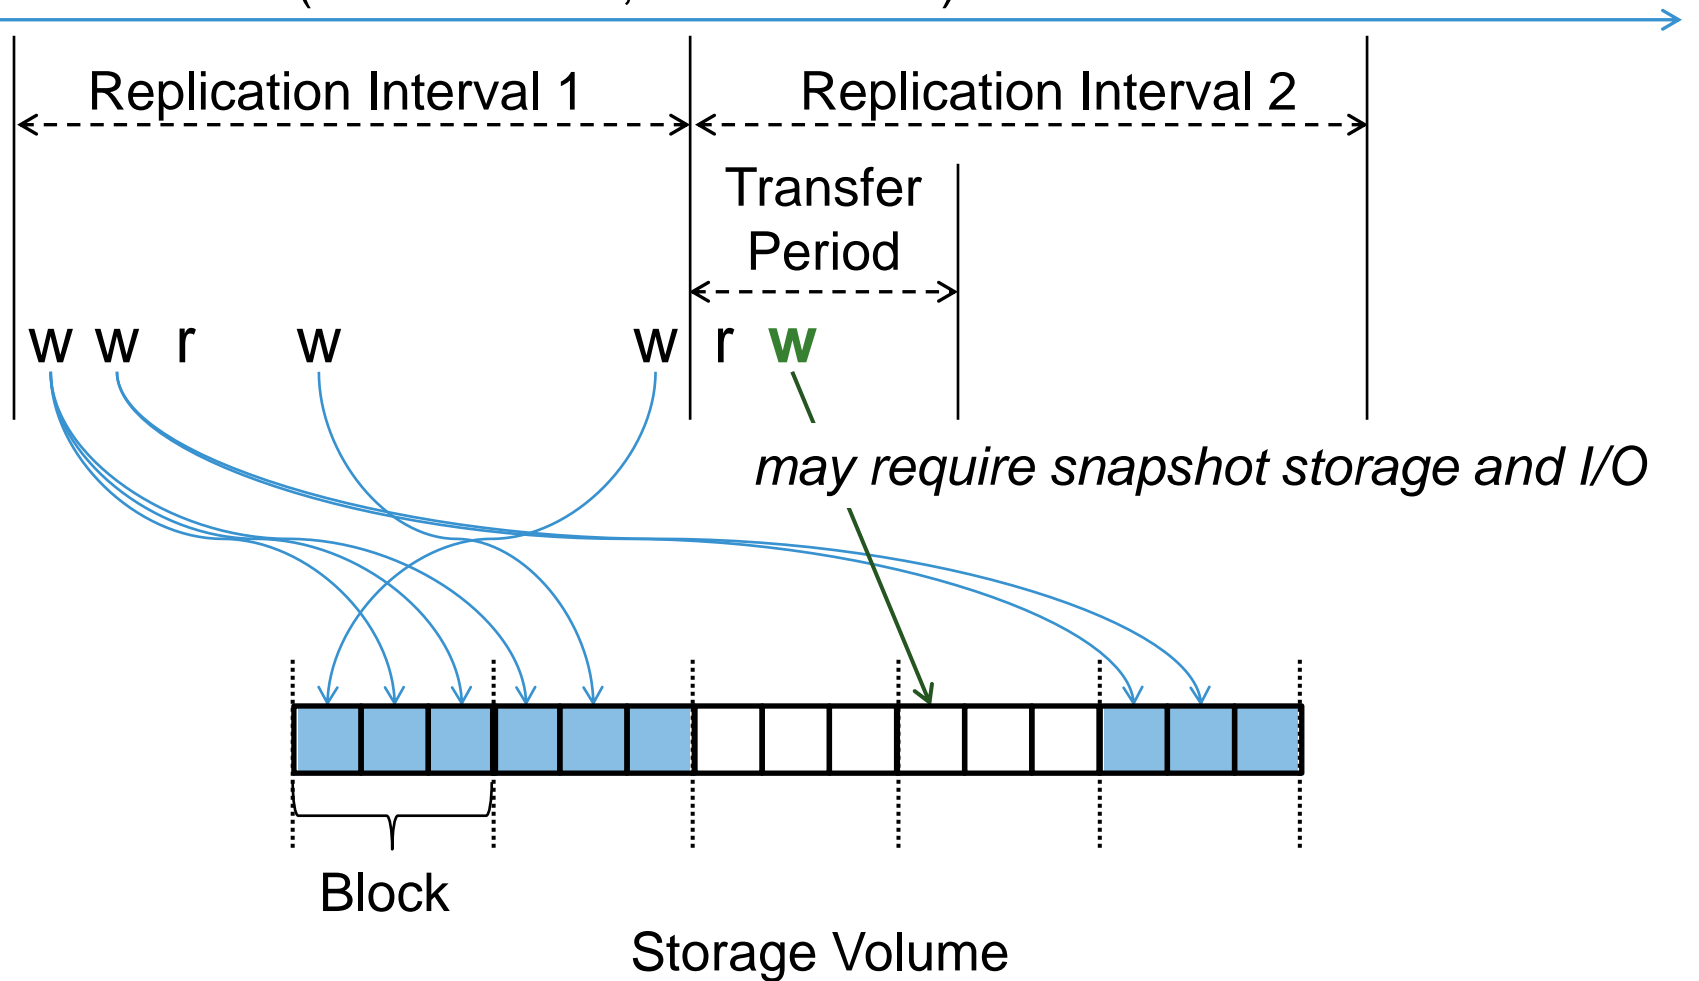 Replication Interval 1
Replication Interval 2
Transfer
Period
w w r w w r w
may require snapshot storage and I/O
Block
Storage Volume